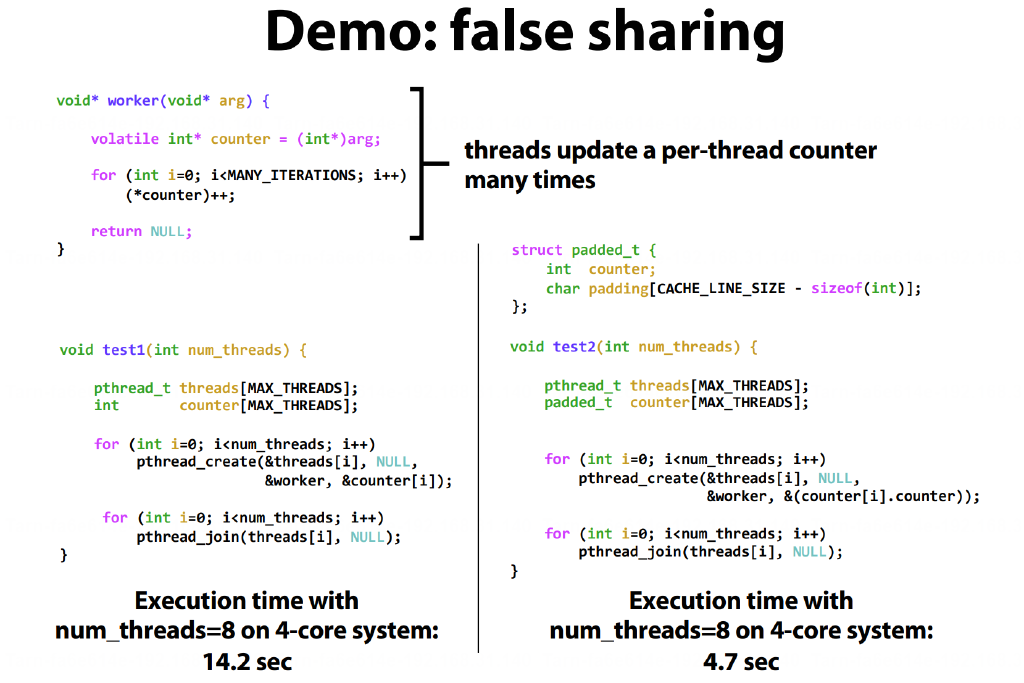 Demo: false sharing
void* worker(void* arg) {
volatile int* counter = (int*)arg;
for (int i=0; i<MANY_ITERATIONS; i++)
(*counter)++;
return NULL;
}
threads update a per-thread counter
many times
void test1(int num_threads) {
pthread_t threads[MAX_THREADS];
int counter[MAX_THREADS];
for (int i=0; i<num_threads; i++)
pthread_create(&threads[i], NULL,
&worker, &counter[i]);
for (int i=0; i<num_threads; i++)
pthread_join(threads[i], NULL);
}
Execution time with
num_threads=8 on 4-core system:
14.2 sec
struct padded_t {
int counter;
char padding[CACHE_LINE_SIZE - sizeof(int)];
};
void test2(int num_threads) {
pthread_t threads[MAX_THREADS];
padded_t counter[MAX_THREADS];
for (int i=0; i<num_threads; i++)
pthread_create(&threads[i], NULL,
&worker, &(counter[i].counter));
for (int i=0; i<num_threads; i++)
pthread_join(threads[i], NULL);
}
Execution time with
num_threads=8 on 4-core system:
4.7 sec